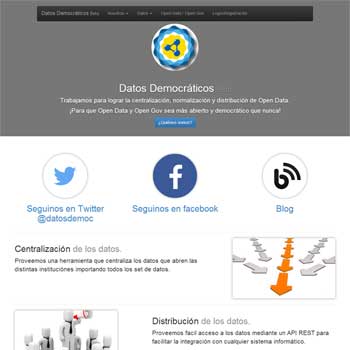 Datos Democráticos Beta Nosotros Datos Open Data / Open Gov Login/Registrarse
Datos Democráticos
Trabajamos para lograr la centralización, normalización y distribución de Open Data.
¡Para que Open Data y Open Gov sea más abierto y democrático que nunca!
¿Quiénes somos?
Seguinos en Twitter
@datosdemoc
Seguinos en facebook
Blog
Centralización de los datos.
Proveemos una herramienta que centraliza los datos que abren las
distintas instituciónes importando todos los set de datos.
Distribución de los datos.
Proveemos fácil acceso a los datos mediante un API REST para
facilitar la integración con cualquier sistema informático.